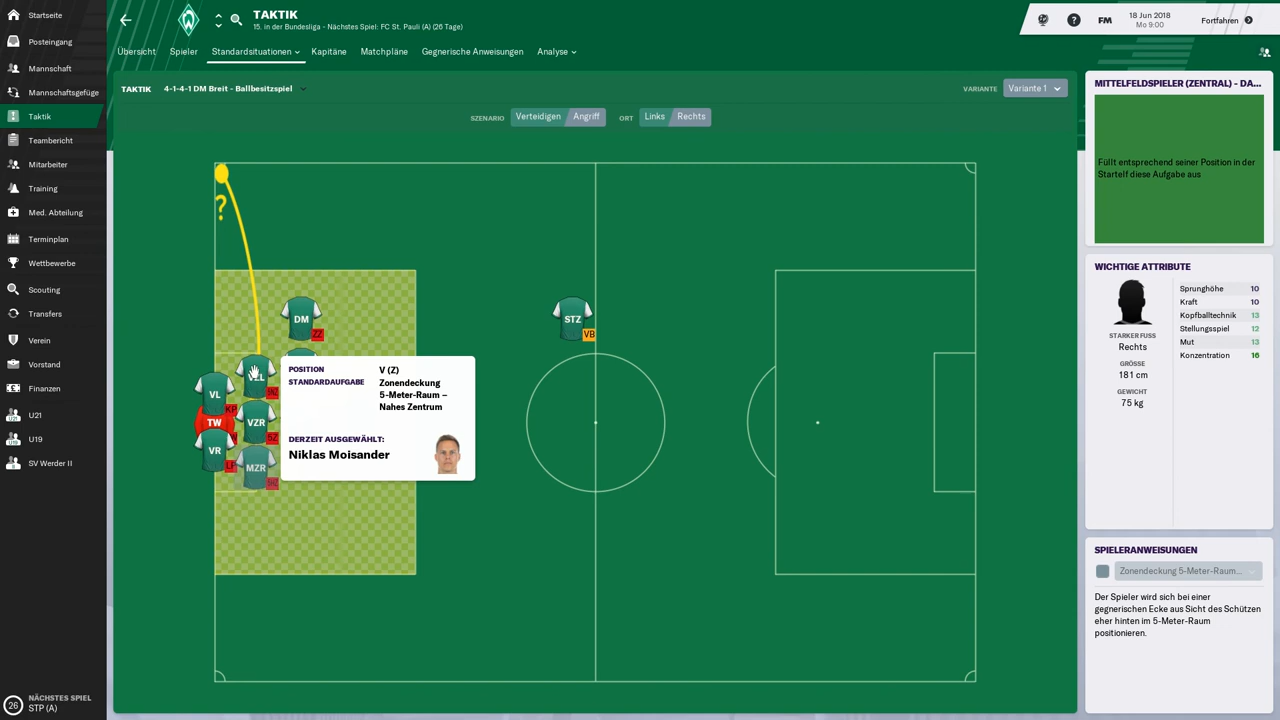 Startseite
Posteingang
Mannschaft
Mannschaftsgefüge
Taktik
Teambericht
Mitarbeiter
Training
Med. Abteilung
Terminplan
Wettbewerbe
Scouting
Transfers
Verein
Vorstand
Finanzen
U21
U19
SV Werder II
26
NÄCHSTES SPIEL
STP (A)
TAKTIK
15. in der Bundesliga - Nächstes Spiel: FC St. Pauli (A) (26 Tage)
?
FM
18 Jun 2018
Mo 9:00
Fortfahren
Übersicht
Spieler
Standardsituationen
Kapitäne
Matchpläne
Gegnerische Anweisungen
Analyse
TAKTIK
4-1-4-1 DM Breit - Ballbesitzspiel
VARIANTE
Variante 1
SZENARIO
Verteidigen
Angriff
ORT
Links
Rechts
?
DM
ZZ
STZ
VB
VL
KP
TW
VZR
5Z
VR
LP
MZR
POSITION
V (Z)
STANDARDAUFGABE
Zonendeckung
5-Meter-Raum –
Nahes Zentrum
DERZEIT AUSGEWÄHLT:
Niklas Moisander
MITTELFELDSPIELER (ZENTRAL) - DA...
Füllt entsprechend seiner Position in der
Startelf diese Aufgabe aus
WICHTIGE ATTRIBUTE
STARKER FUSS
Rechts
GRÖSSE
181 cm
GEWICHT
75 kg
Sprunghöhe 10
Kraft 10
Kopfballtechnik 13
Stellungsspiel 12
Mut 13
Konzentration 16
SPIELERANWEISUNGEN
Zonendeckung 5-Meter-Raum...
Der Spieler wird sich bei einer
gegnerischen Ecke aus Sicht des Schützen
eher hinten im 5-Meter-Raum
positionieren.